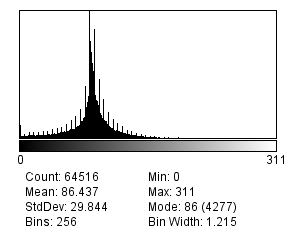 0 311
Count: 64516 Min: 0
Mean: 86.437 Max: 311
StdDev: 29.844 Mode: 86 (4277)
Bins: 256 Bin Width: 1.215